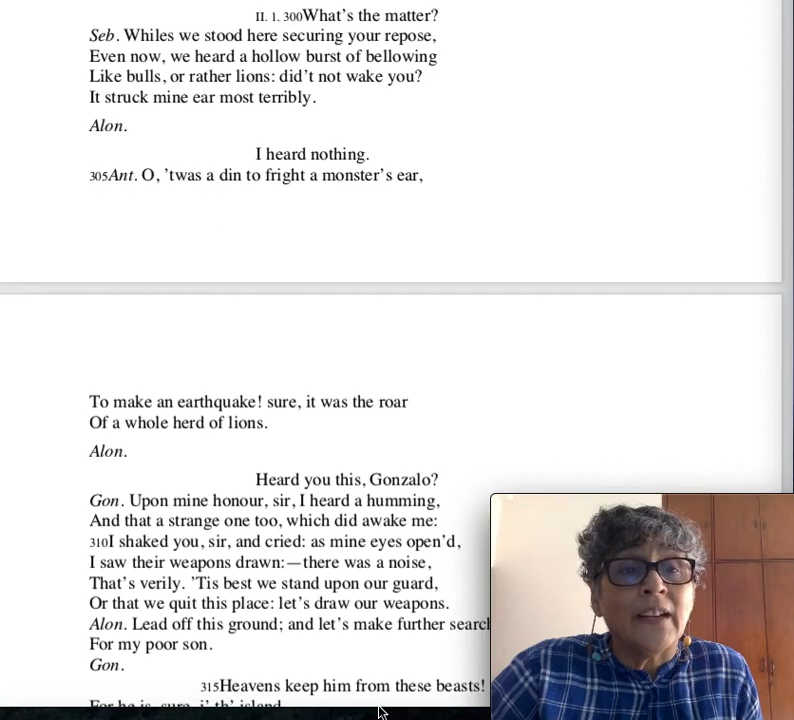 II. 1. 300What's the matter?
Seb. Whiles we stood here securing your repose,
Even now, we heard a hollow burst of bellowing
Like bulls, or rather lions: did't not wake you?
It struck mine ear most terribly.
Alon.
I heard nothing.
305Ant. O, 'twas a din to fright a monster's ear,
To make an earthquake! sure, it was the roar
Of a whole herd of lions.
Alon.
Heard you this, Gonzalo?
Gon. Upon mine honour, sir, I heard a humming,
And that a strange one too, which did awake me:
310I shaked you, sir, and cried: as mine eyes open'd,
I saw their weapons drawn:—there was a noise,
That's verily. 'Tis best we stand upon our guard,
Or that we quit this place: let's draw our weapons.
Alon. Lead off this ground; and let's make further search
For my poor son.
Gon.
315Heavens keep him from these beasts!
For he is, sure, i' th' island.